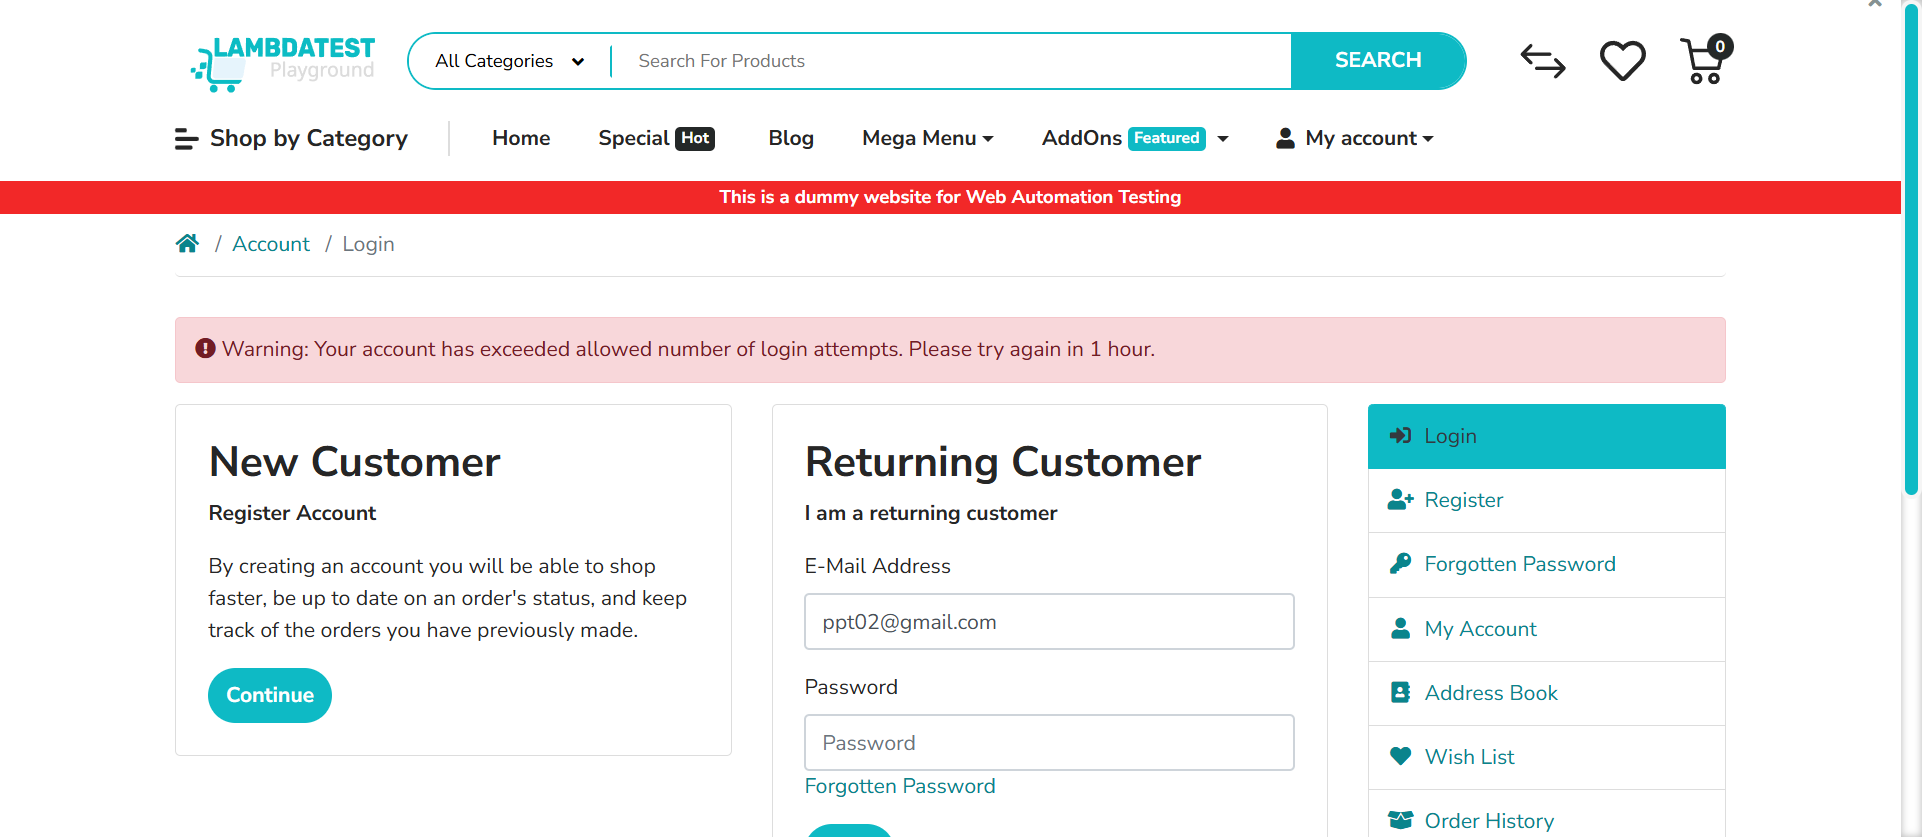 LAMBDATEST
Playground
All Categories
Search For Products
SEARCH
0
Shop by Category
Home
Special Hot
Blog
Mega Menu
AddOns Featured
My account
This is a dummy website for Web Automation Testing
/ Account / Login
Warning: Your account has exceeded allowed number of login attempts. Please try again in 1 hour.
New Customer
Register Account
By creating an account you will be able to shop
faster, be up to date on an order's status, and keep
track of the orders you have previously made.
Continue
Returning Customer
I am a returning customer
E-Mail Address
ppt02@gmail.com
Password
Password
Forgotten Password
Login
Register
Forgotten Password
My Account
Address Book
Wish List
Order History